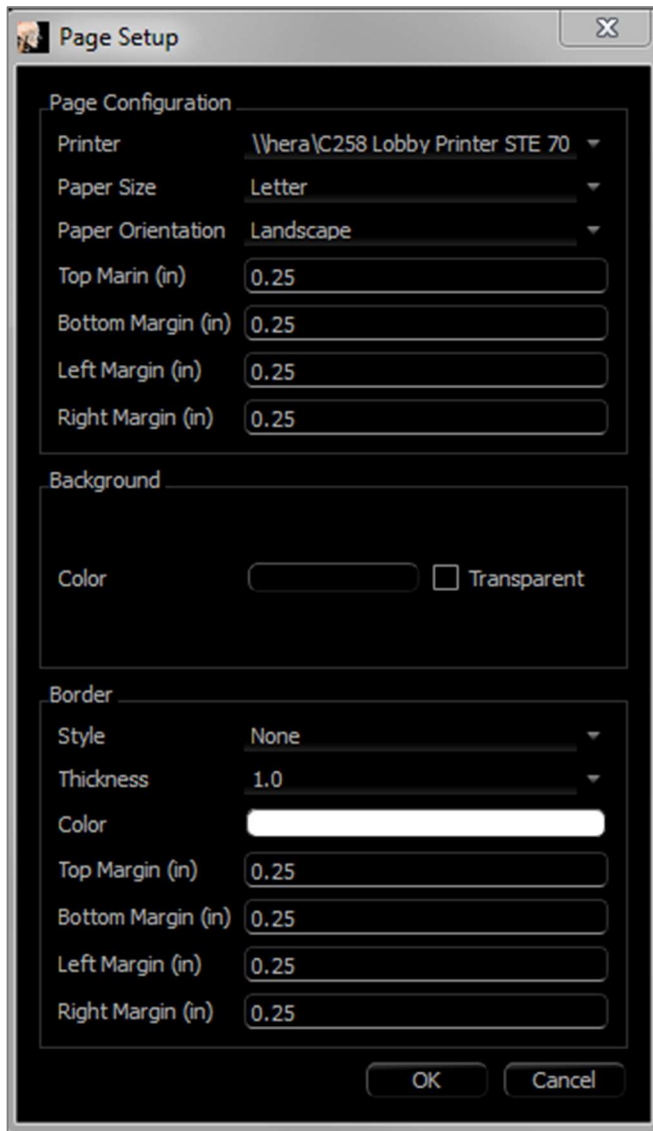 Page Setup
Page Configuration
Printer \\hera\C258 Lobby Printer STE 70
Paper Size Letter
Paper Orientation Landscape
Top Marin (in) 0.25
Bottom Margin (in) 0.25
Left Margin (in) 0.25
Right Margin (in) 0.25
Background
Color Transparent
Border
Style None
Thickness 1.0
Color
Top Margin (in) 0.25
Bottom Margin (in) 0.25
Left Margin (in) 0.25
Right Margin (in) 0.25
OK Cancel